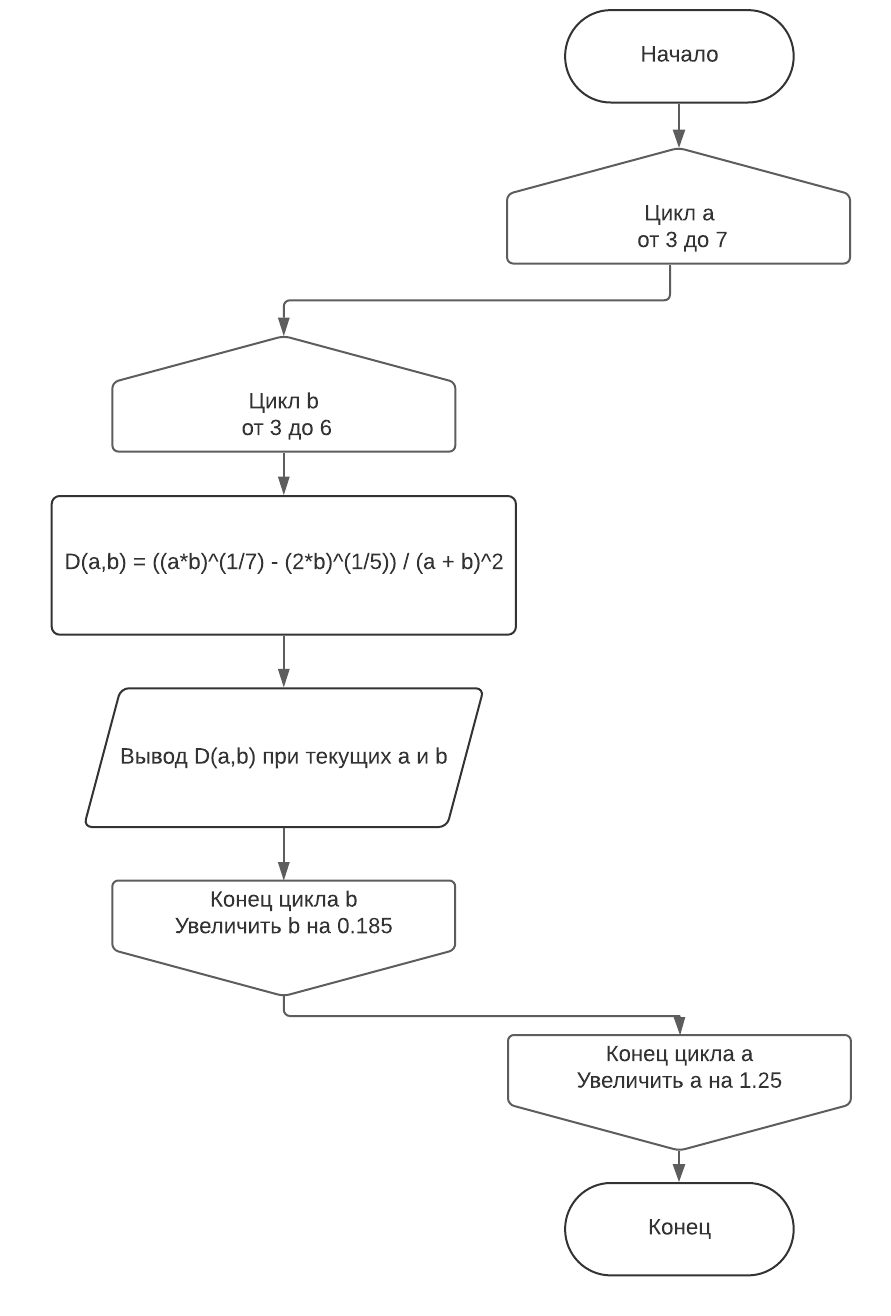 Начало
Цикл a
от 3 до 7
Цикл b
от 3 до 6
D(a,b) = ((a*b)^(1/7) - (2*b)^(1/5)) / (a + b)^2
Вывод D(a,b) при текущих a и b
Конец цикла b
Увеличить b на 0.185
Конец цикла a
Увеличить a на 1.25
Конец